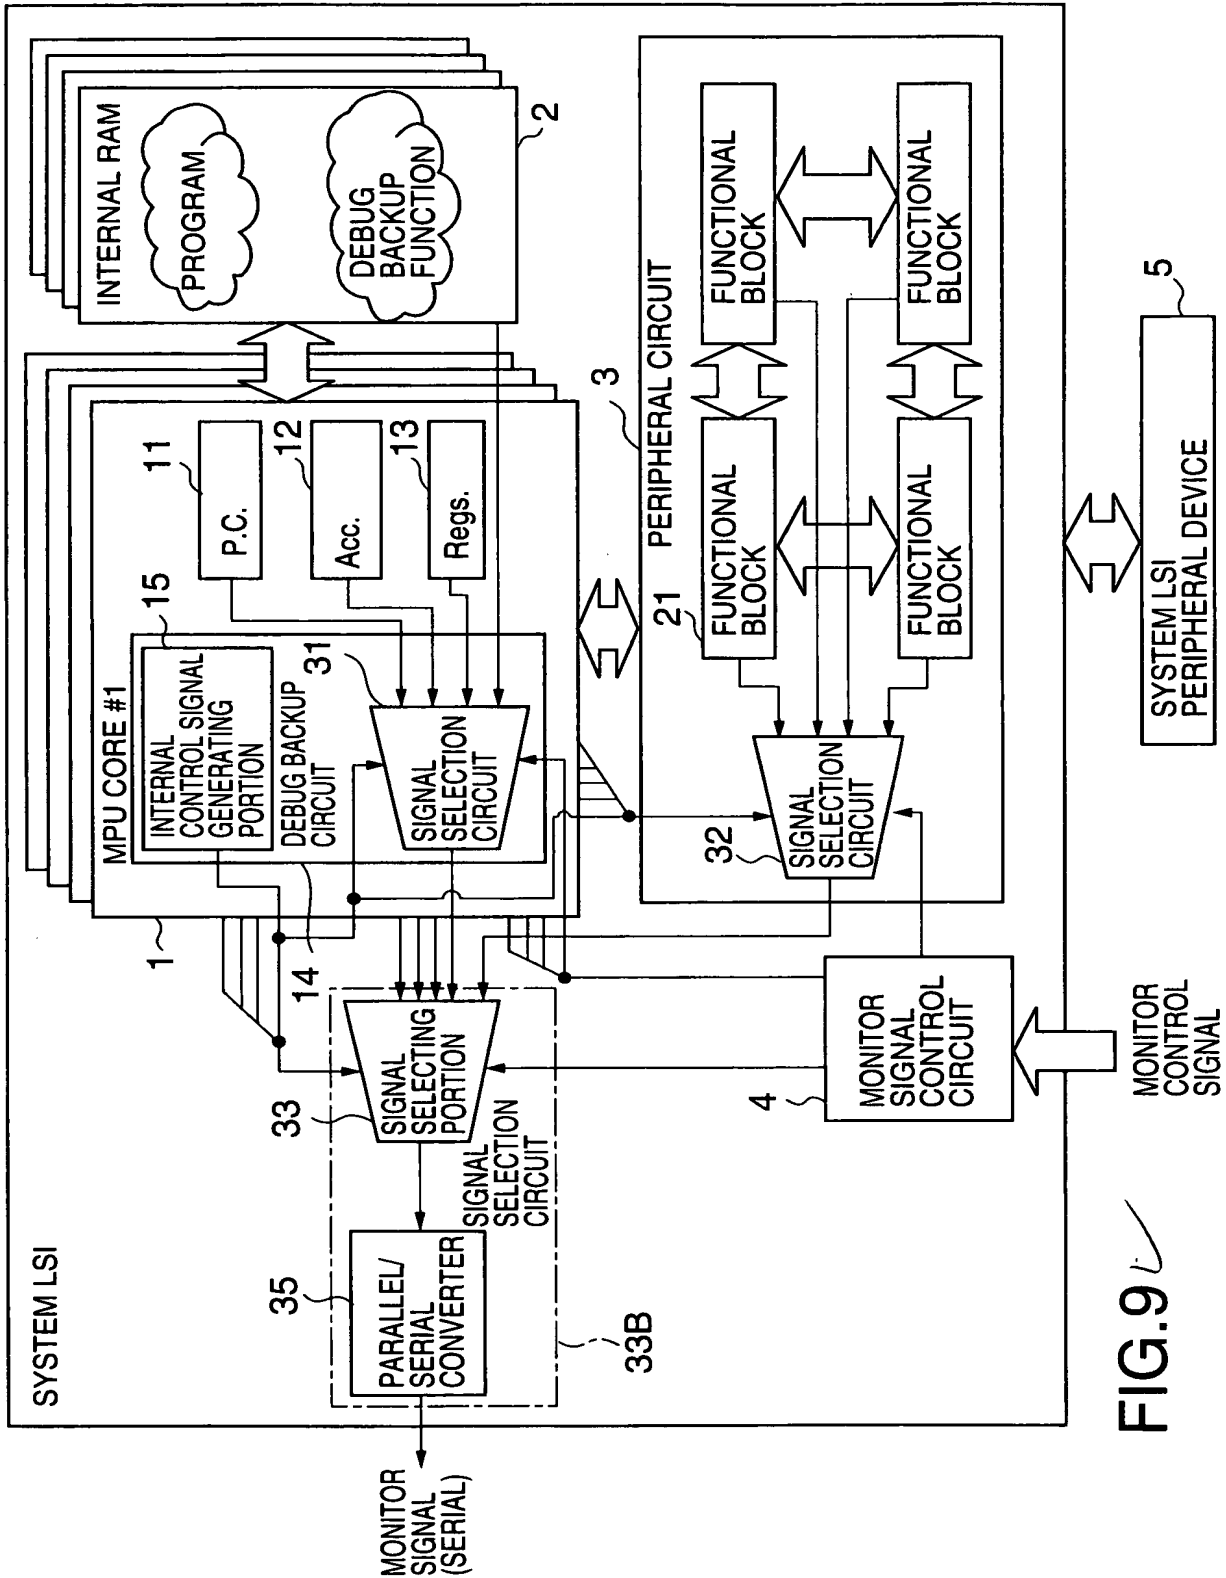 SYSTEM LSI
MPU CORE #1
INTERNAL RAM
PROGRAM
DEBUG
BACKUP
FUNCTION
2
INTERNAL
CONTROL SIGNAL
GENERATING
PORTION
15
P.C.
11
Acc.
12
Regs.
13
DEBUG BACKUP
CIRCUIT
SIGNAL
SELECTION
CIRCUIT
31
1
14
PARALLEL/
SERIAL
CONVERTER
35
SIGNAL
SELECTING
PORTION
33
SIGNAL
SELECTION
CIRCUIT
33B
MONITOR
SIGNAL
(SERIAL)
3
PERIPHERAL CIRCUIT
21
FUNCTIONAL
BLOCK
FUNCTIONAL
BLOCK
FUNCTIONAL
BLOCK
FUNCTIONAL
BLOCK
SIGNAL
SELECTION
CIRCUIT
32
MONITOR
SIGNAL
CONTROL
CIRCUIT
4
MONITOR
CONTROL
SIGNAL
SYSTEM LSI
PERIPHERAL DEVICE
5
FIG.9